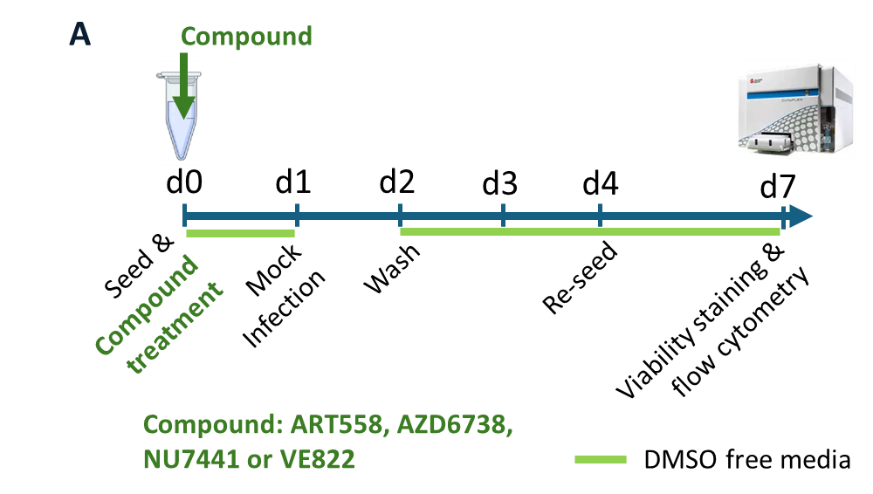 A
Compound
d0 d1 d2 d3 d4 d7
Seed &
Compound
treatment
Mock
Infection
Wash
Re-seed
Viability staining &
flow cytometry
Compound: ART558, AZD6738,
NU7441 or VE822
DMSO free media